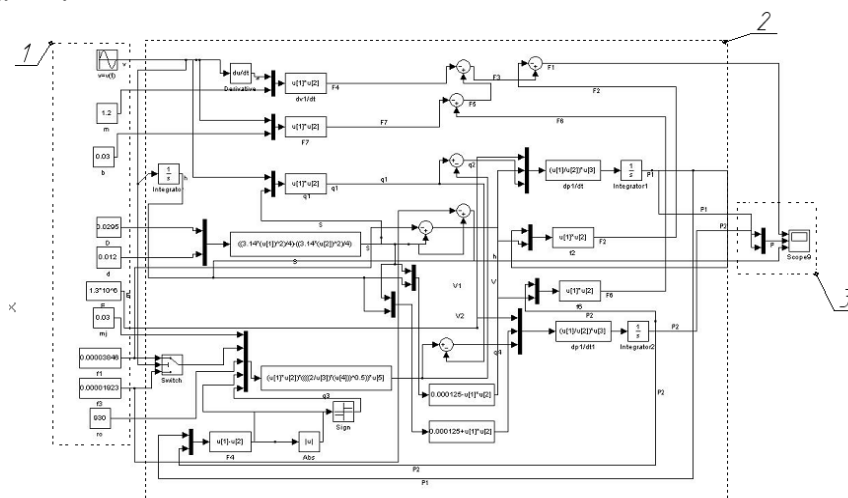 1
2
v=u(t)
v
du/dt
Derivative
u[1]*u[2]
dv1/dt
F4
F3
F1
F2
1.2
m
u[1]*u[2]
F7
F7
F5
F6
0.03
b
1
s
Integrator
h
u[1]*u[2]
q1
q1
q1
q2
(u[1]/u[2])*u[3]
dp1/dt
1
s
Integrator1
P1
P1
0.0295
D
((3.14*(u[1])^2)/4)-((3.14*(u[2])^2)/4)
S
S
S
h
u[1]*u[2]
f2
F2
P2
P
Scope9
0.012
d
1.3*10^6
E
V1
V
V2
u[1]*u[2]
f6
F6
P2
3
0.03
mj
(u[1]/u[2])*u[3]
dp1/dt1
1
s
Integrator2
P2
0.00003846
f1
Switch
(u[1]*u[2])*((((2/u[3])*(u[4]))^0.5))*u[5]
q4
0.00001923
f3
0.000125-u[1]*u[2]
P2
930
ro
q3
Sign
0.000125+u[1]*u[2]
u[1]-u[2]
F4
|u|
Abs
P2
P1